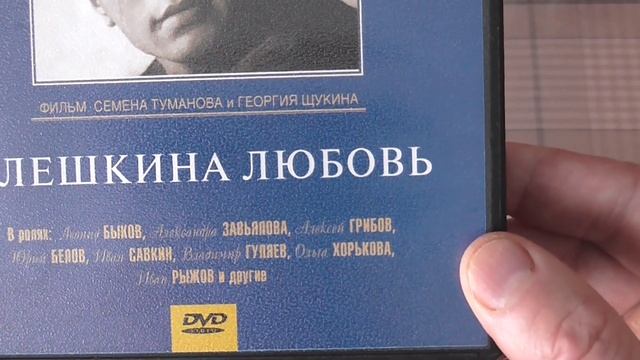 ФИЛЬМ СЕМЕНА ТУМАНОВА и ГЕОРГИЯ ЩУКИНА
ЛЕШКИНА ЛЮБОВЬ
В ролях: Леонид БЫКОВ, Александра ЗАВЬЯЛОВА, Алексей ГРИБОВ,
Юрий БЕЛОВ, Иван САВКИН, Владимир ГУЛЯЕВ, Ольга ХОРЬКОВА,
Иван РЫЖОВ и другие
DVD
VIDEO